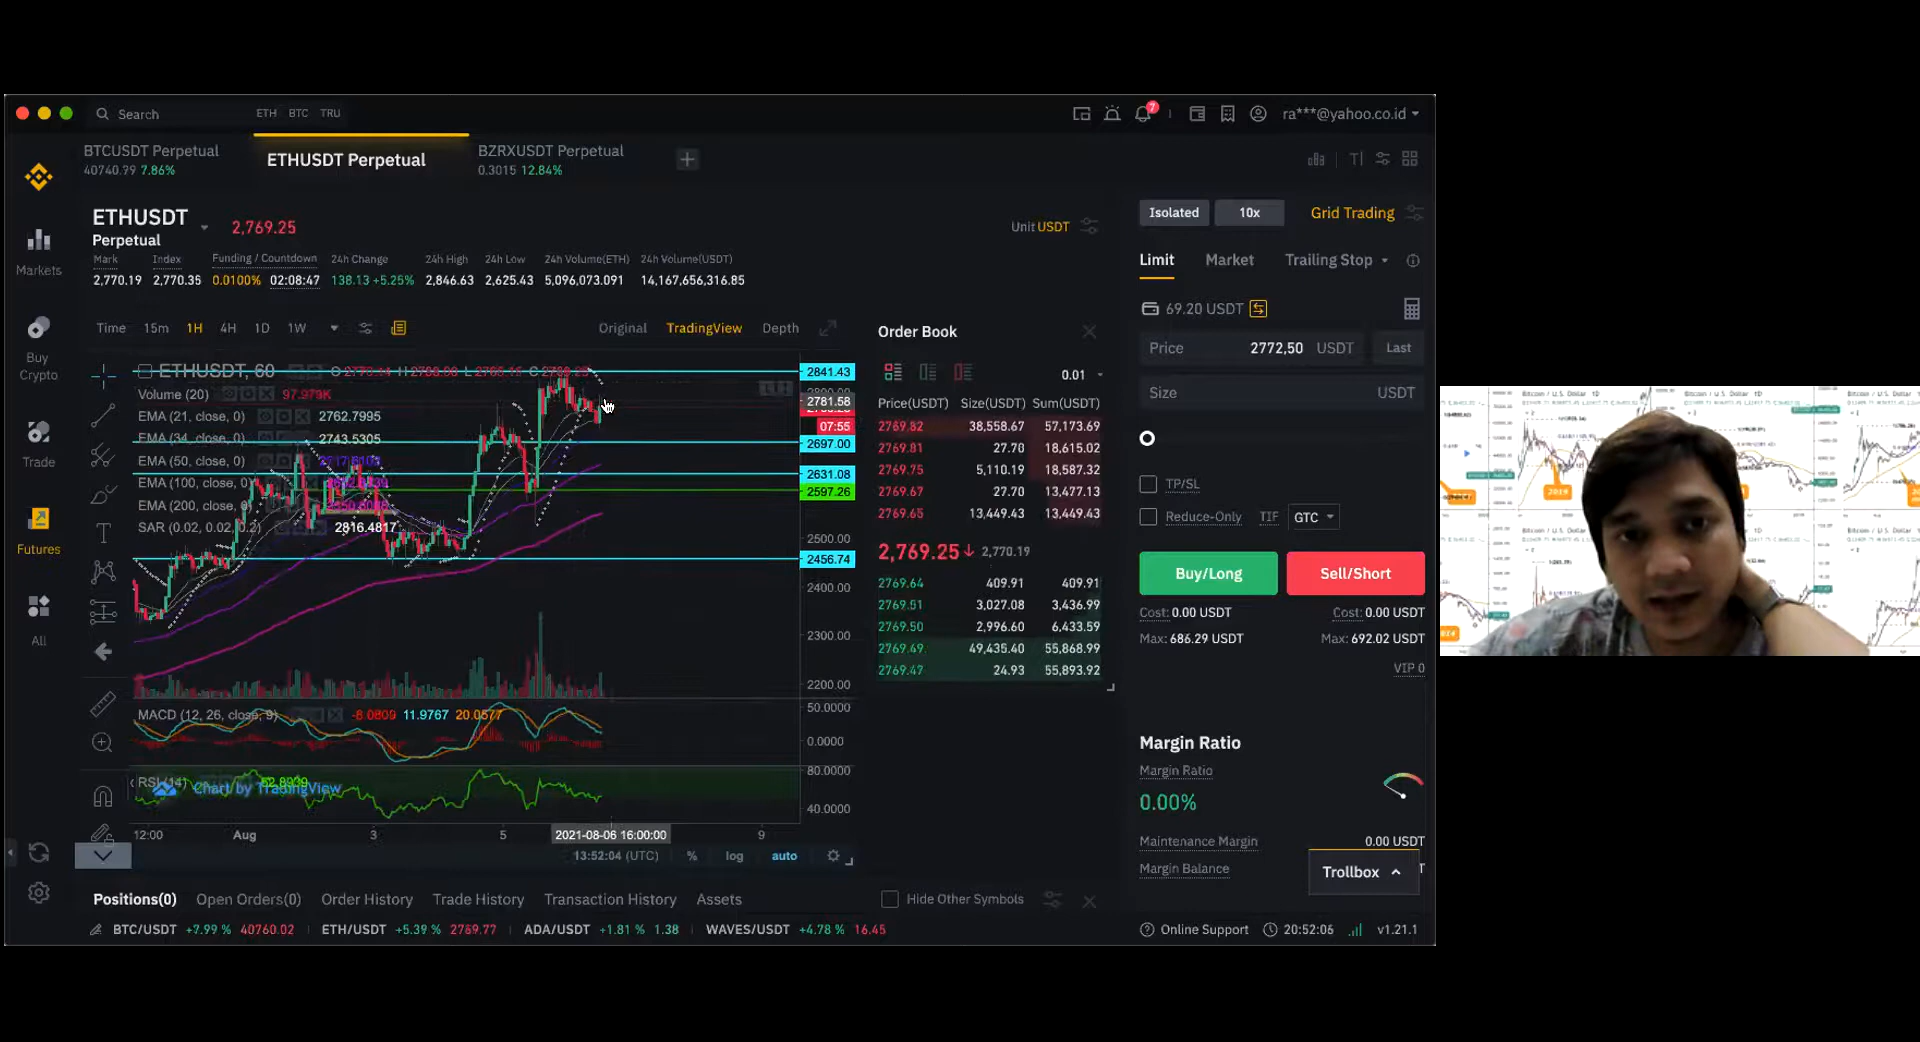 Search ETH BTC TRU 7 ra***@yahoo.co.id
BTCUSDT Perpetual ETHUSDT Perpetual BZRXUSDT Perpetual
40740.99 7.86% 0.3015 12.84%
ETHUSDT 2,769.25
Perpetual
Unit USDT
Mark Index Funding / Countdown 24h Change 24h High 24h Low 24h Volume(ETH) 24h Volume(USDT)
2,770.19 2,770.35 0.0100% 02:08:47 138.13 +5.25% 2,846.63 2,625.43 5,096,073.091 14,167,656,316.85
Time 15m 1H 4H 1D 1W Original TradingView Depth
ETHUSDT, 60
Volume (20) 97.979K
EMA (21, close, 0) 2762.7995
EMA (34, close, 0) 2743.5305
EMA (50, close, 0)
EMA (100, close, 0)
EMA (200, close, 0)
SAR (0.02, 0.02, 0.2) 2816.4817
2841.43
2781.58
07:55
2697.00
2631.08
2597.26
2500.00
2456.74
2400.00
2300.00
2200.00
MACD (12, 26, close, 9) -8.0809 11.9767 20.0577
50.0000
0.0000
RSI (14)
Chart by TradingView
80.0000
40.0000
12:00 Aug 3 5 2021-08-06 16:00:00 9
13:52:04 (UTC) % log auto
Order Book
0.01
Price(USDT) Size(USDT) Sum(USDT)
2769.82 38,558.67 57,173.69
2769.81 27.70 18,615.02
2769.75 5,110.19 18,587.32
2769.67 27.70 13,477.13
2769.65 13,449.43 13,449.43
2,769.25↓ 2,770.19
2769.64 409.91 409.91
2769.51 3,027.08 3,436.99
2769.50 2,996.60 6,433.59
2769.49 49,435.40 55,868.99
2769.47 24.93 55,893.92
Isolated 10x Grid Trading
Limit Market Trailing Stop
69.20 USDT
Price 2772,50 USDT Last
Size USDT
TP/SL
Reduce-Only TIF GTC
Buy/Long Sell/Short
Cost: 0.00 USDT Cost: 0.00 USDT
Max: 686.29 USDT Max: 692.02 USDT
VIP 0
Margin Ratio
Margin Ratio
0.00%
Maintenance Margin 0.00 USDT
Margin Balance T
Trollbox
Markets
Buy
Crypto
Trade
Futures
All
Positions(0) Open Orders(0) Order History Trade History Transaction History Assets Hide Other Symbols
BTC/USDT +7.99 % 40760.02 ETH/USDT +5.39 % 2769.77 ADA/USDT +1.81 % 1.38 WAVES/USDT +4.78 % 16.45 Online Support 20:52:06 v1.21.1